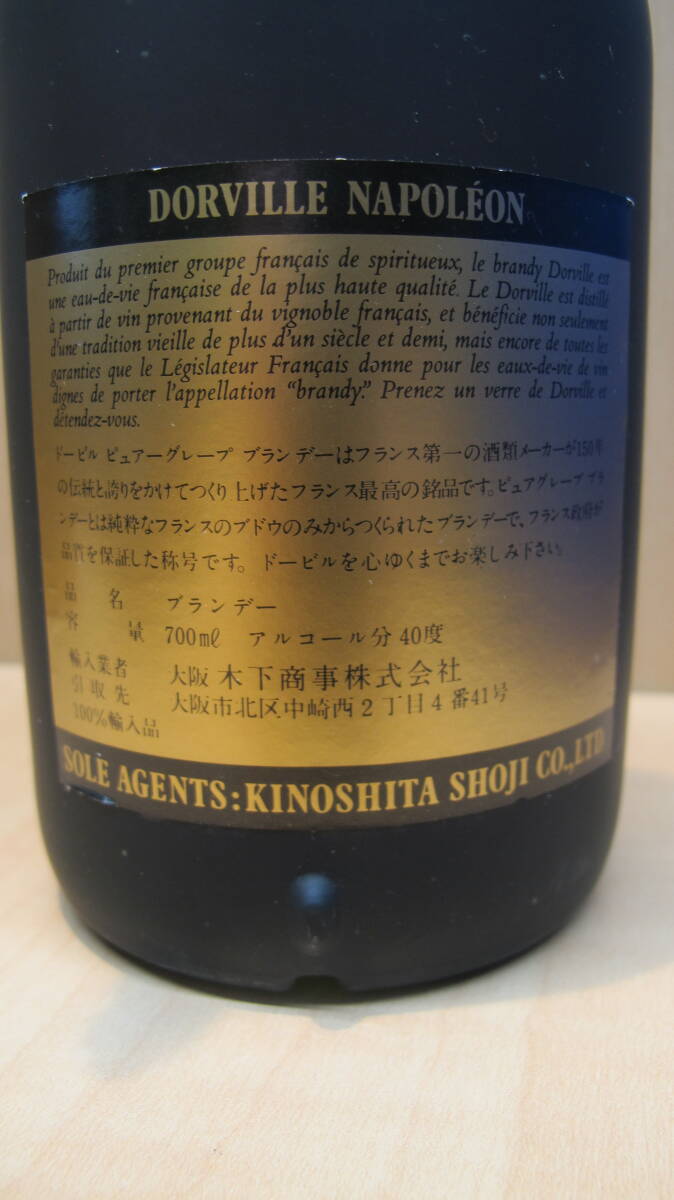 DORVILLE NAPOLÉON
Produit du premier groupe français de spiritueux, le brandy Dorville est
une eau-de-vie française de la plus haute qualité. Le Dorville est distillé
à partir de vin provenant du vignoble français, et bénéficie non seulement
d'une tradition vieille de plus d'un siècle et demi, mais encore de toutes les
garanties que le Législateur Français donne pour les eaux-de-vie de vin
dignes de porter l'appellation “brandy.” Prenez un verre de Dorville et
détendez-vous.
ドービル ピュアーグレープ ブランデーはフランス第一の酒類メーカーが150年
の伝統と誇りをかけてつくり上げたフランス最高の銘品です。ピュアグレープ ブラ
ンデーとは純粋なフランスのブドウのみからつくられたブランデーで、フランス政府が
品質を保証した称号です。ドービルを心ゆくまでお楽しみ下さい。
品名 ブランデー
容量 700ml アルコール分 40度
輸入業者 大阪 木下商事株式会社
引取先 大阪市北区中崎西2丁目4番41号
100%輸入品
SOLE AGENTS:KINOSHITA SHOJI CO.,LTD